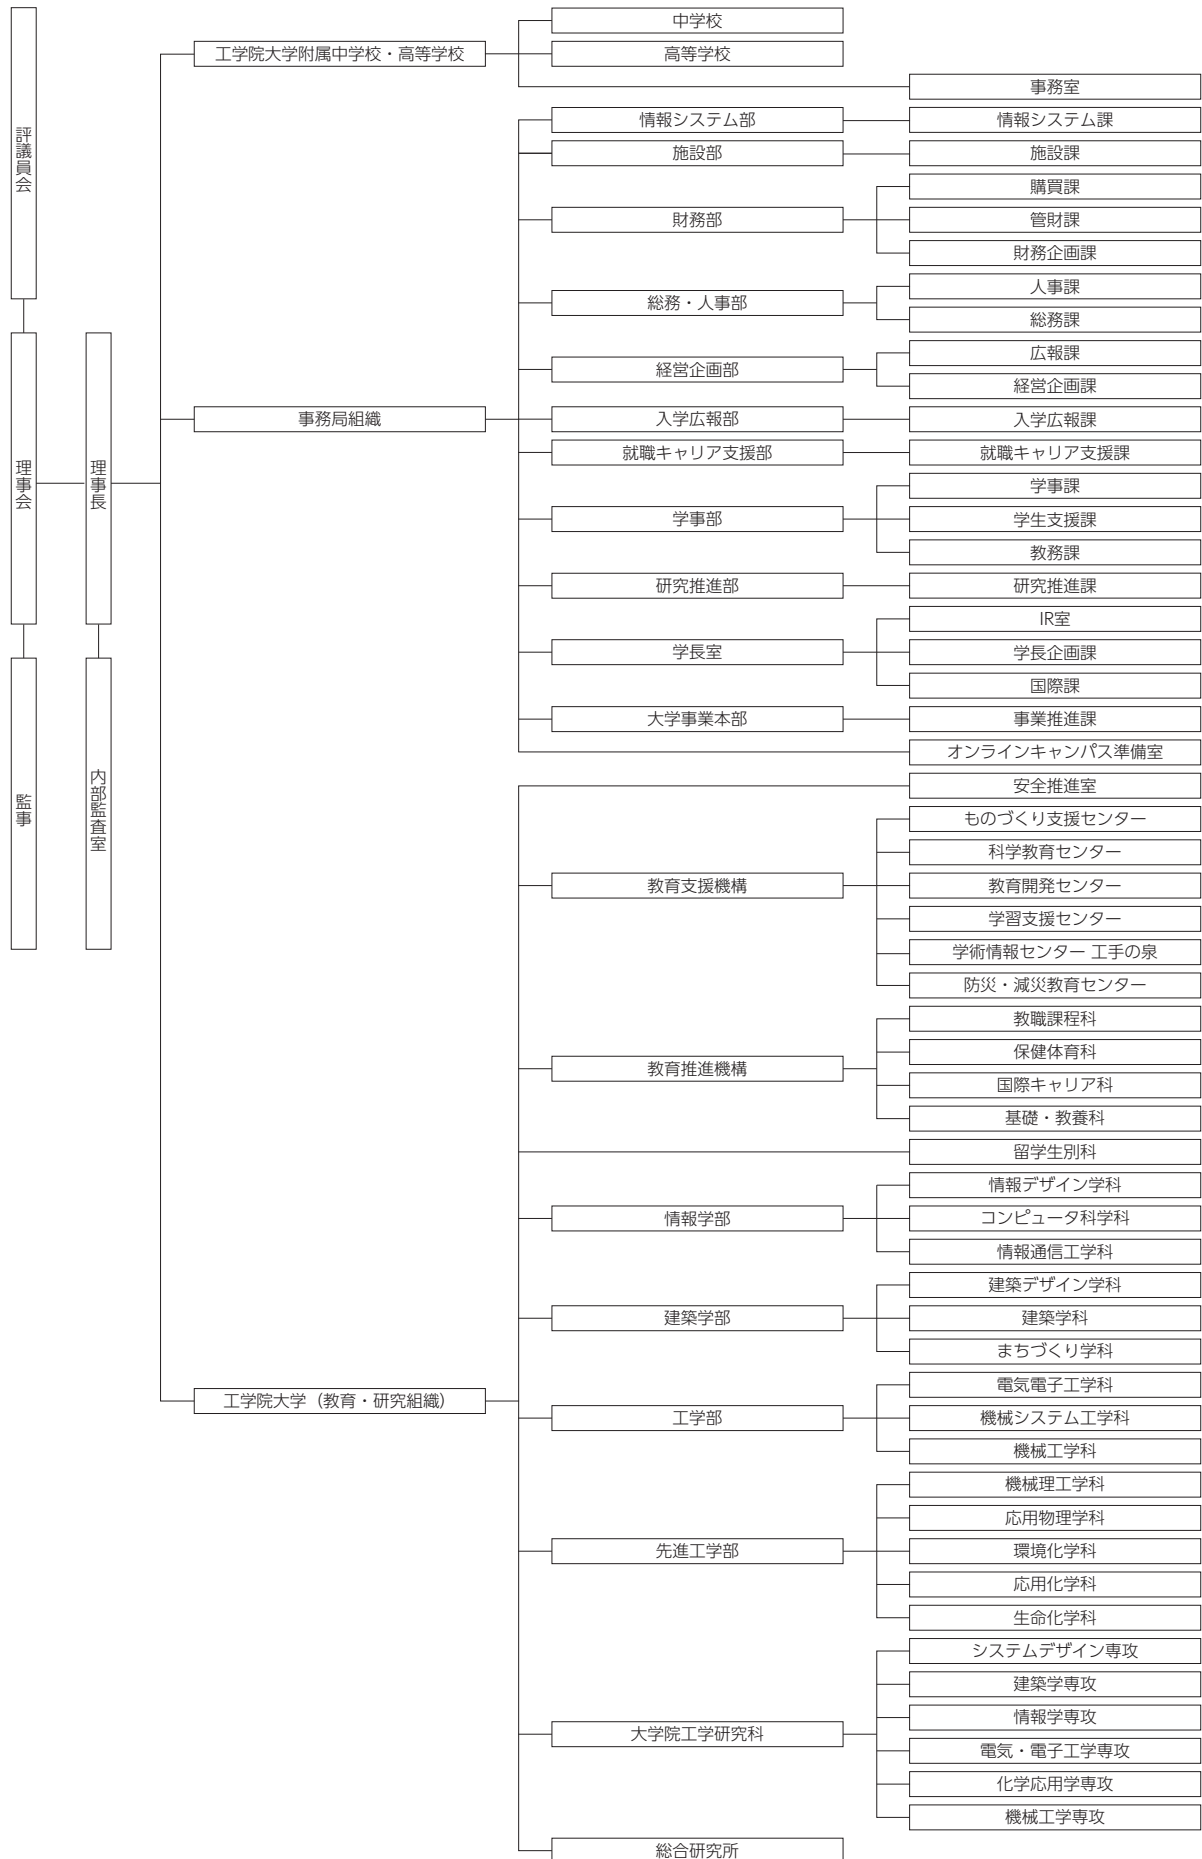 評議員会
理事会
監事
理事長
内部監査室
工学院大学附属中学校・高等学校
中学校
高等学校
事務室
事務局組織
情報システム部
情報システム課
施設部
施設課
財務部
購買課
管財課
財務企画課
総務・人事部
人事課
総務課
経営企画部
広報課
経営企画課
入学広報部
入学広報課
就職キャリア支援部
就職キャリア支援課
学事部
学事課
学生支援課
教務課
研究推進部
研究推進課
学長室
IR室
学長企画課
国際課
大学事業本部
事業推進課
オンラインキャンパス準備室
工学院大学（教育・研究組織）
安全推進室
教育支援機構
ものづくり支援センター
科学教育センター
教育開発センター
学習支援センター
学術情報センター 工手の泉
防災・減災教育センター
教育推進機構
教職課程科
保健体育科
国際キャリア科
基礎・教養科
留学生別科
情報学部
情報デザイン学科
コンピュータ科学科
情報通信工学科
建築学部
建築デザイン学科
建築学科
まちづくり学科
工学部
電気電子工学科
機械システム工学科
機械工学科
先進工学部
機械理工学科
応用物理学科
環境化学科
応用化学科
生命化学科
大学院工学研究科
システムデザイン専攻
建築学専攻
情報学専攻
電気・電子工学専攻
化学応用学専攻
機械工学専攻
総合研究所